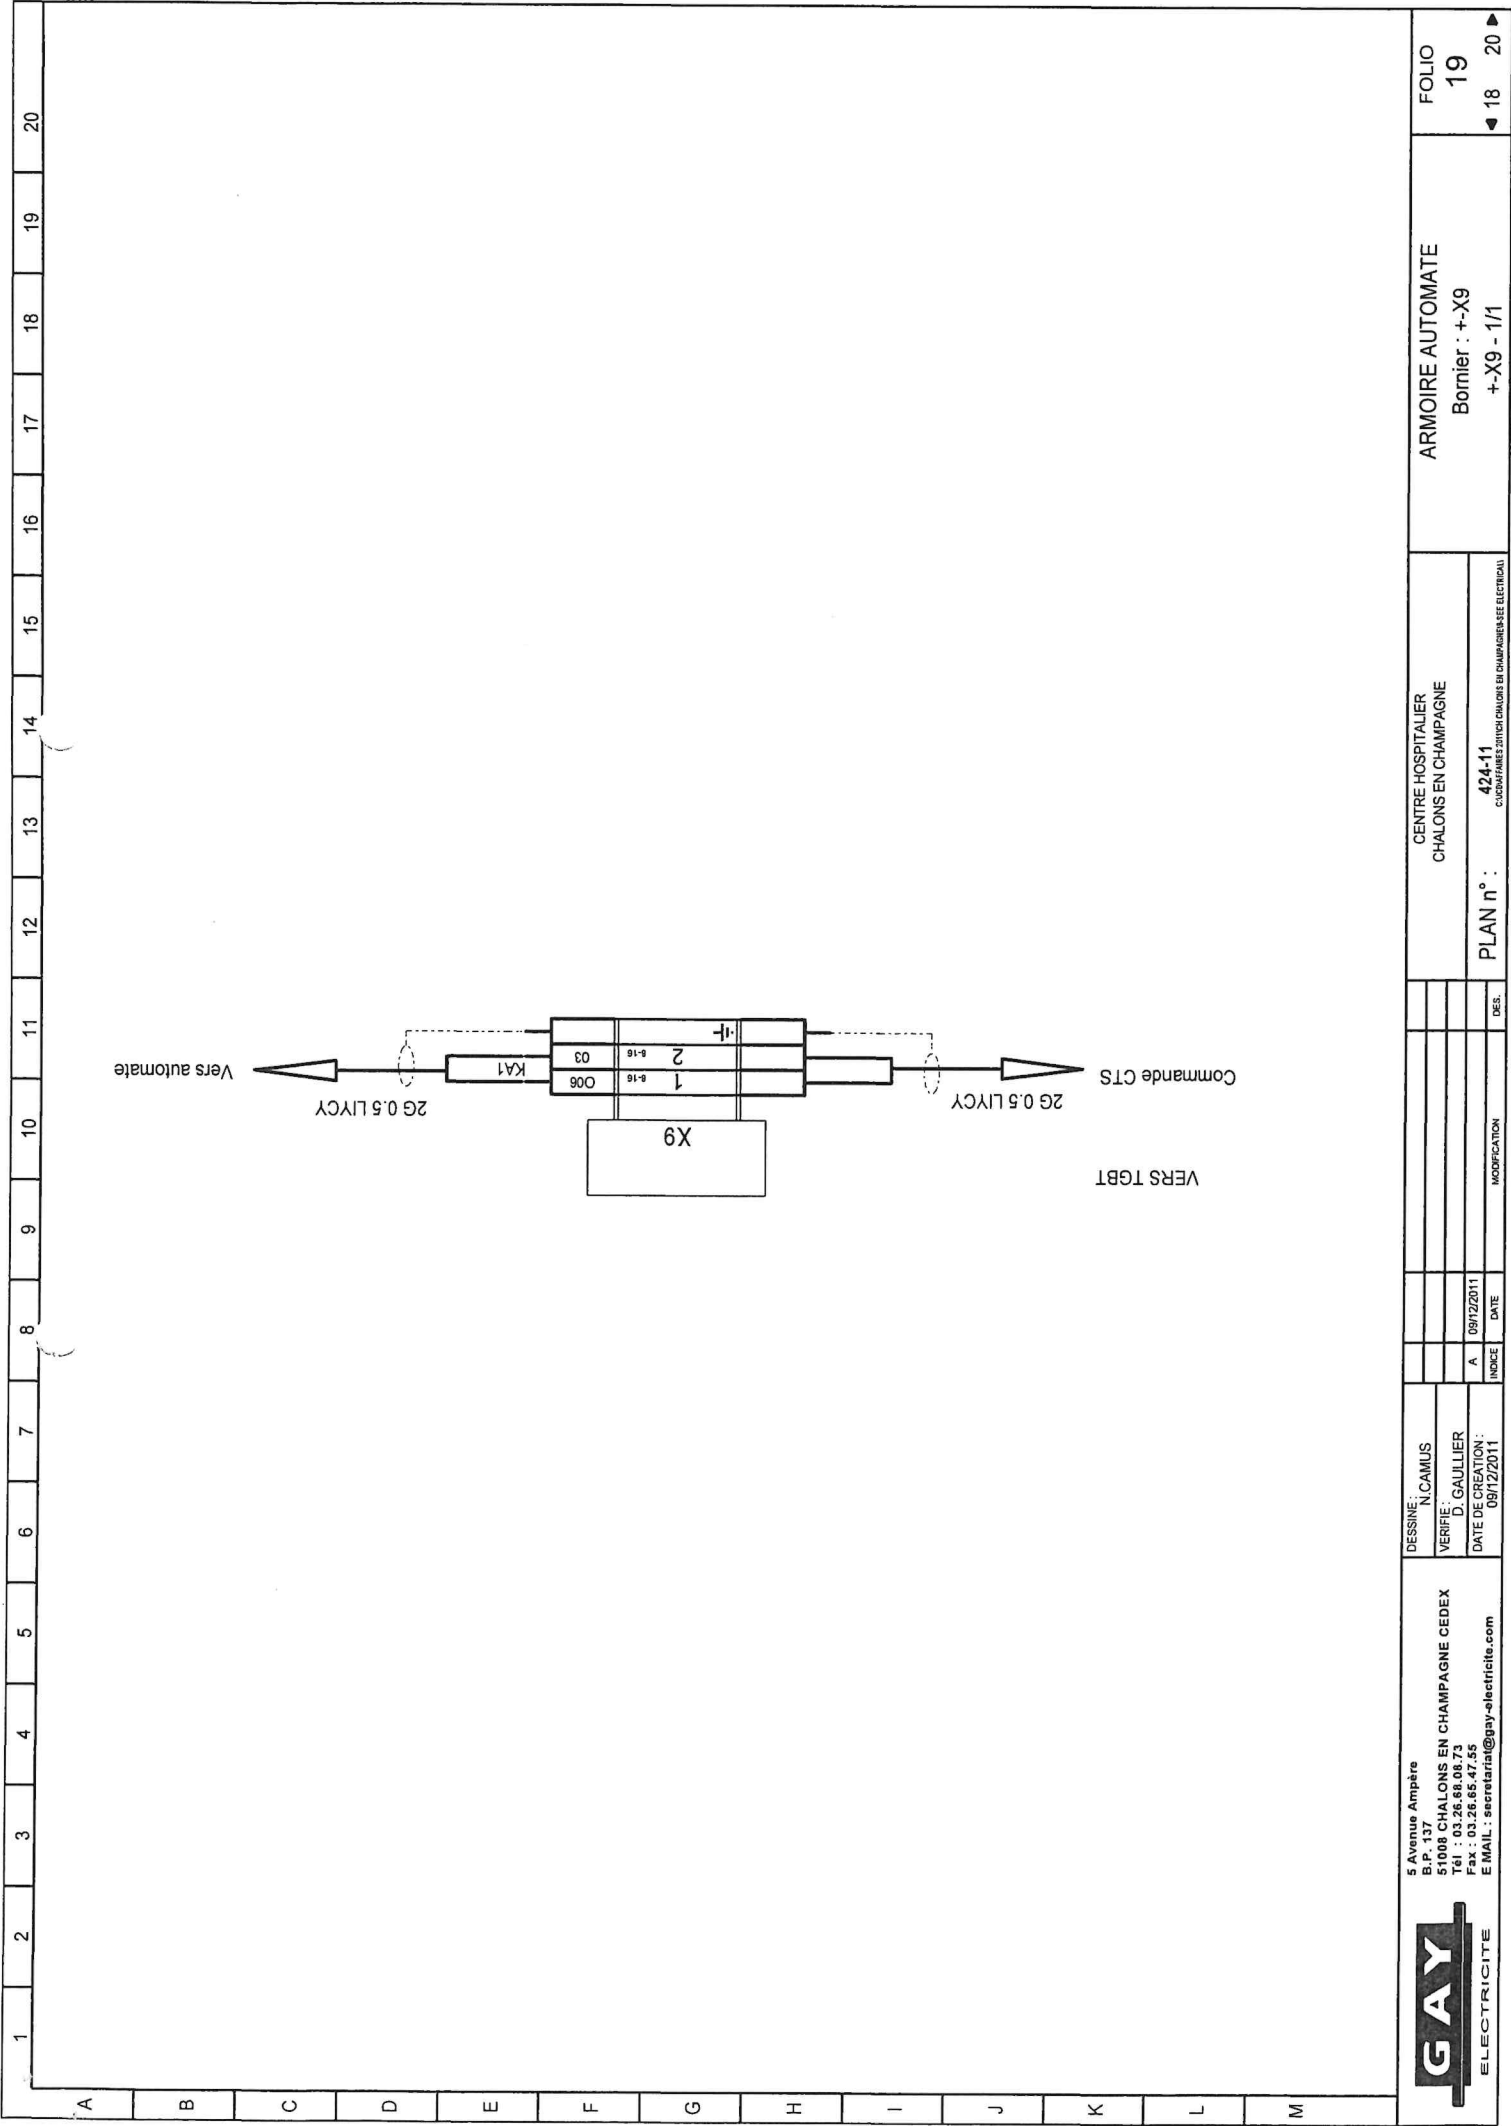 1 2 3 4 5 6 7 8 9 10 11 12 13 14 15 16 17 18 19 20
A
B
C
D
E
F
G
H
I
J
K
L
M
Vers automate
2G 0.5 LIYCY
KA1
O06 03
8-16 8-16
X9 1 2
2G 0.5 LIYCY
Commande CTS
VERS TGBT
GAY
ELECTRICITE
5 Avenue Ampère
B.P. 137
51008 CHALONS EN CHAMPAGNE CEDEX
Tél : 03.26.68.08.73
Fax : 03.26.65.47.55
E MAIL : secretariat@gay-electricite.com
DESSINE :
N.CAMUS
VERIFIE :
D. GAULLIER
DATE DE CREATION :
09/12/2011
A 09/12/2011
INDICE DATE MODIFICATION DES.
CENTRE HOSPITALIER
CHALONS EN CHAMPAGNE
PLAN n° : 424-11
ARMOIRE AUTOMATE
Bornier : +-X9
+-X9 - 1/1
FOLIO
19
◄ 18 20 ►